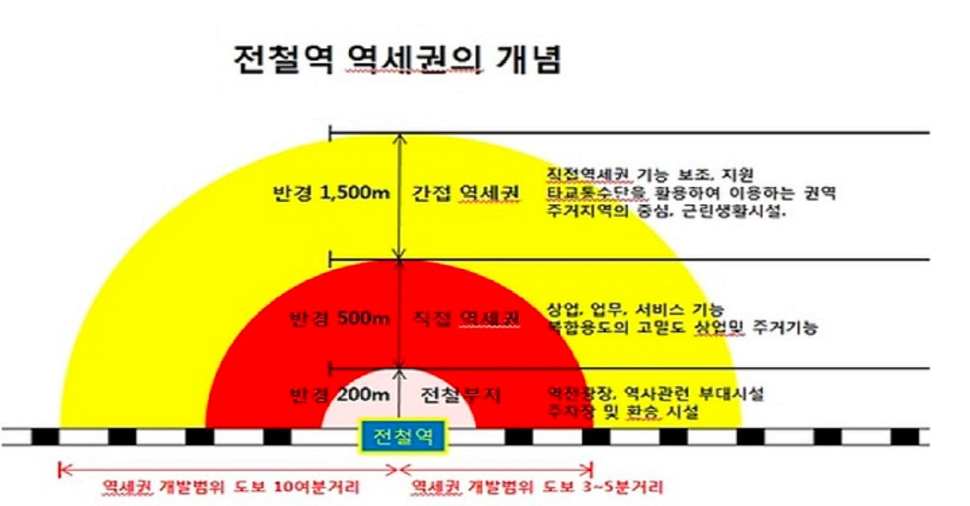 전철역 역세권의 개념
반경 1,500m 간접 역세권
직접역세권 기능 보조, 지원
타교통수단을 활용하여 이용하는 권역
주거지역의 중심, 근린생활시설.
반경 500m 직접 역세권
상업, 업무, 서비스 기능
복합용도의 고밀도 상업및 주거기능
반경 200m 전철부지
역전광장, 역사관련 부대시설
주차장 및 환승 시설
전철역
역세권 개발범위 도보 10여분거리
역세권 개발범위 도보 3~5분거리